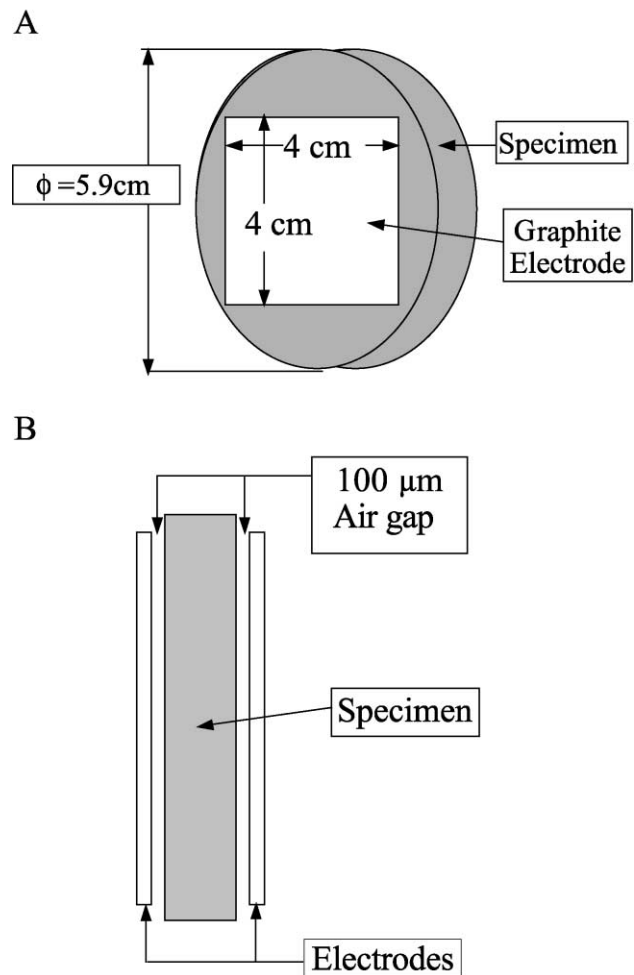 A
4 cm
Specimen
ϕ =5.9cm
4 cm
Graphite
Electrode
B
100 μm
Air gap
Specimen
Electrodes